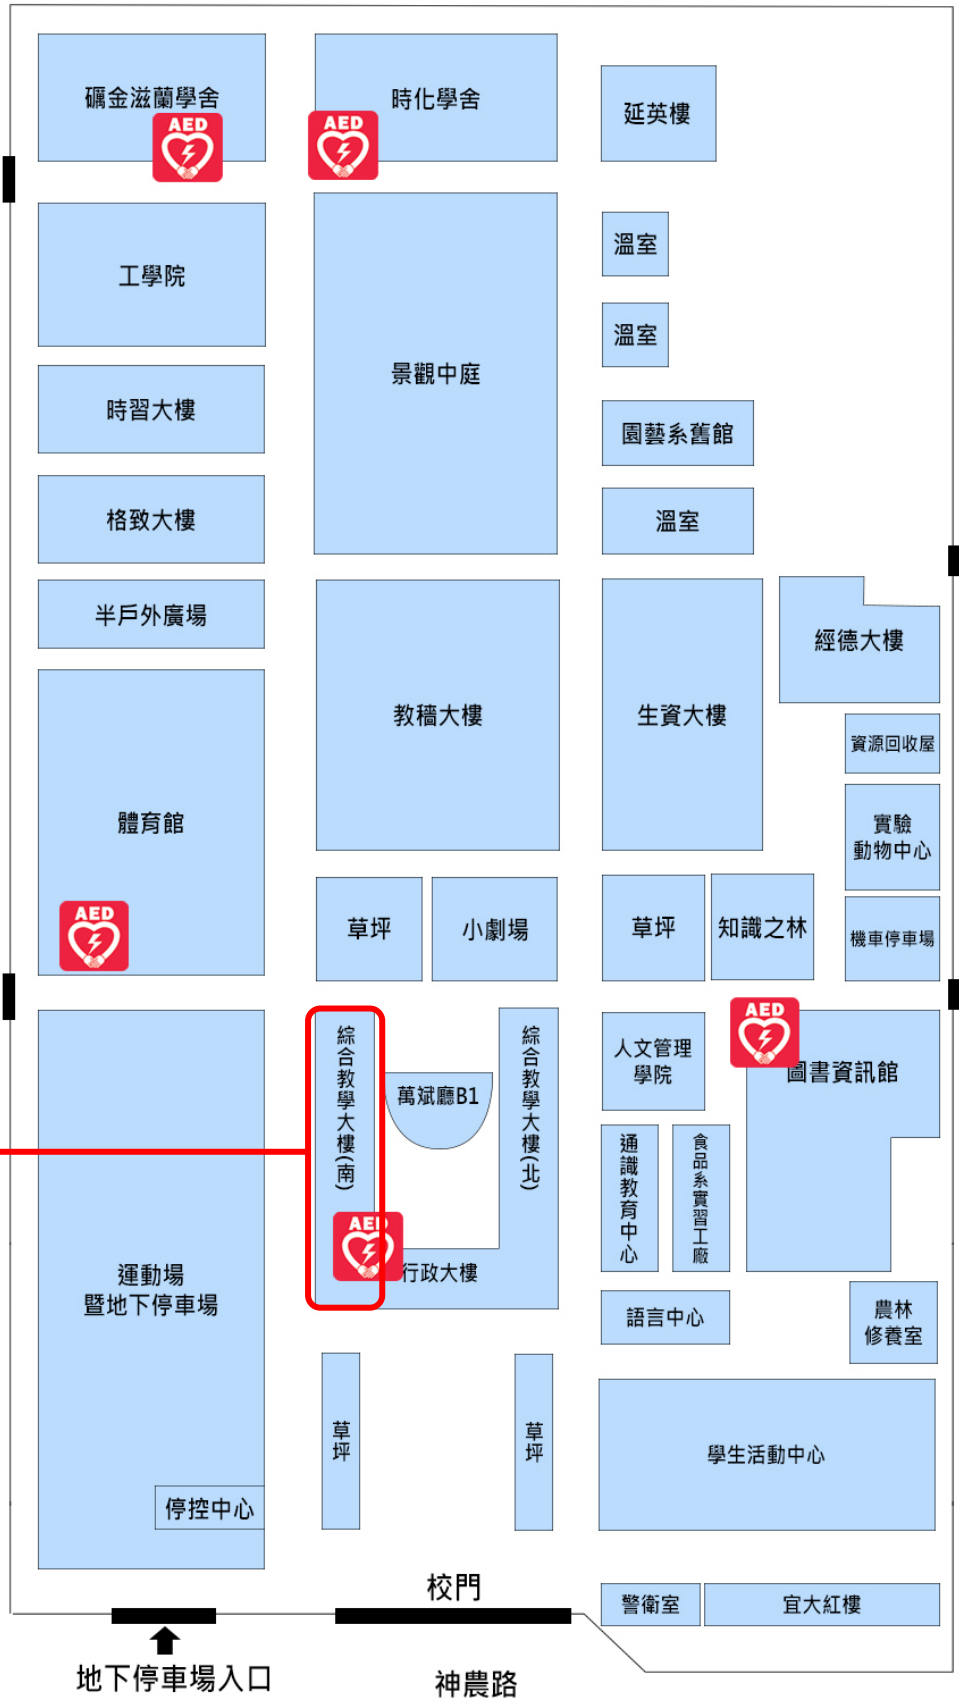 礪金滋蘭學舍
AED
時化學舍
AED
延英樓
工學院
溫室
溫室
景觀中庭
時習大樓
園藝系舊館
格致大樓
溫室
半戶外廣場
經德大樓
教穡大樓
生資大樓
資源回收屋
體育館
實驗
動物中心
AED
草坪
小劇場
草坪
知識之林
機車停車場
綜合教學大樓(南)
萬斌廳B1
綜合教學大樓(北)
人文管理
學院
AED
圖書資訊館
通識教育中心
食品系實習工廠
AED
行政大樓
運動場
暨地下停車場
語言中心
農林
修養室
草坪
草坪
學生活動中心
停控中心
校門
警衛室
宜大紅樓
地下停車場入口
神農路